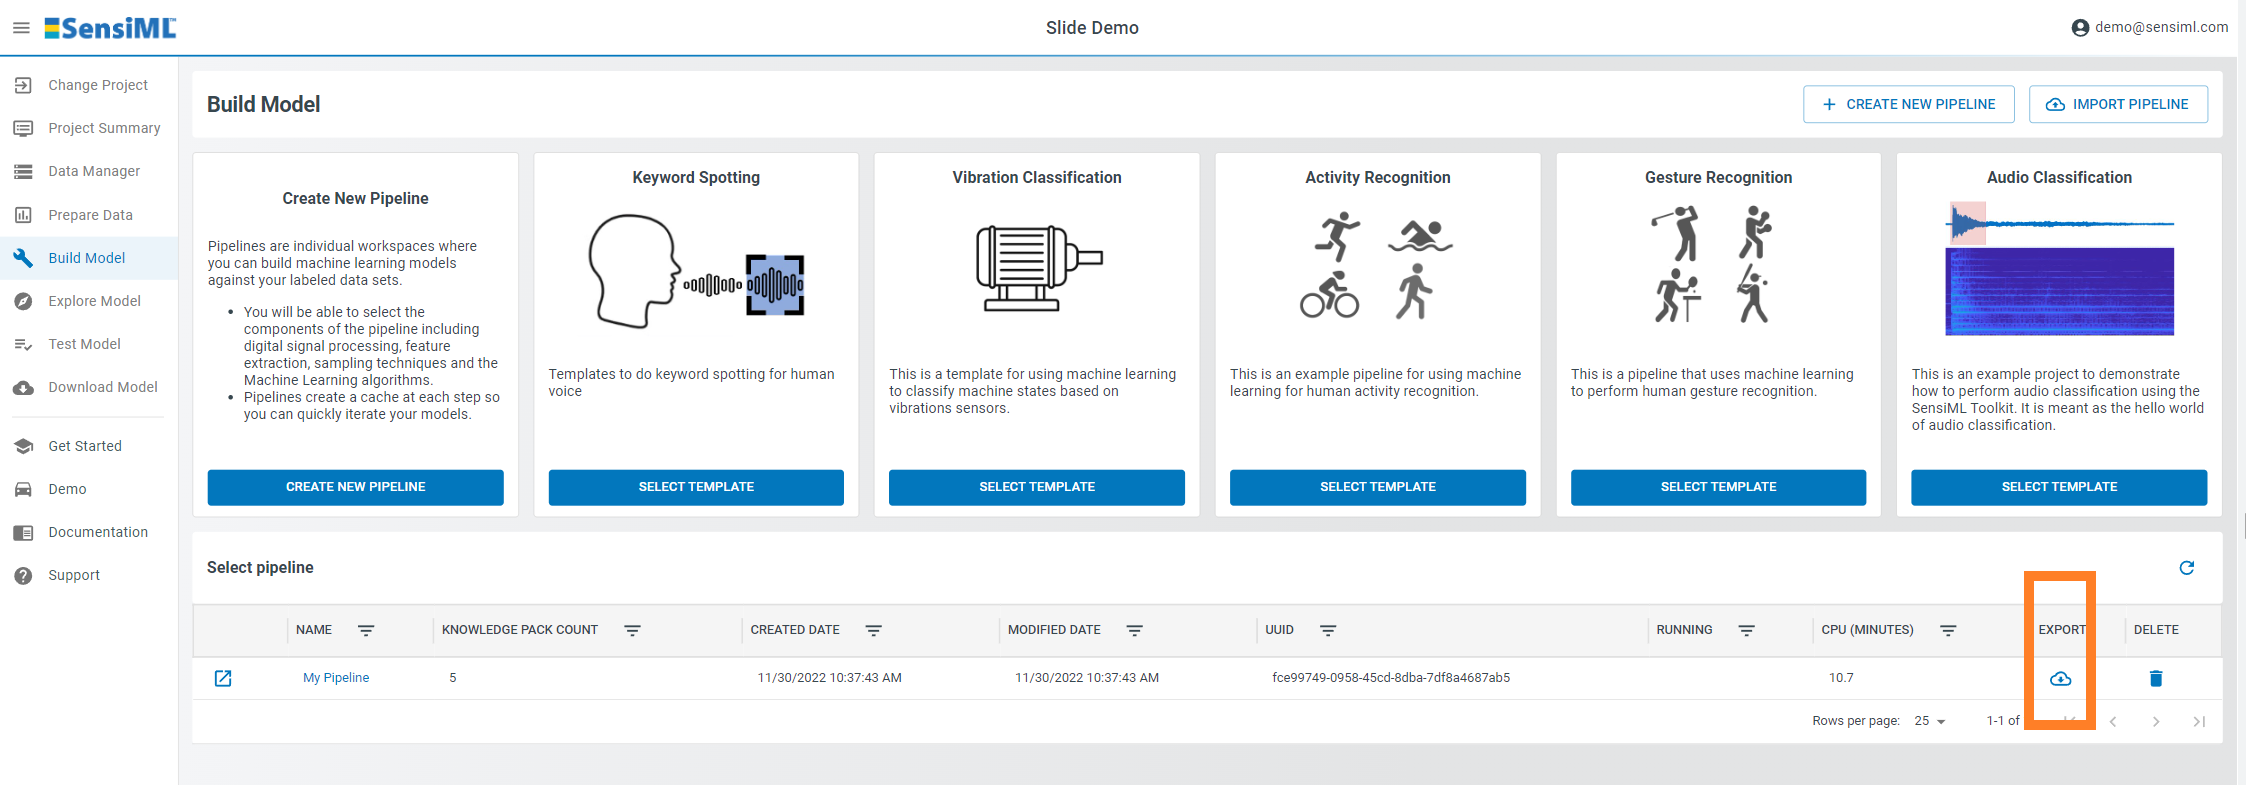 SensiML
Slide Demo
demo@sensiml.com
Change Project
Project Summary
Data Manager
Prepare Data
Build Model
Explore Model
Test Model
Download Model
Get Started
Demo
Documentation
Support
Build Model
CREATE NEW PIPELINE
IMPORT PIPELINE
Create New Pipeline
Pipelines are individual workspaces where
you can build machine learning models
against your labeled data sets.
• You will be able to select the
components of the pipeline including
digital signal processing, feature
extraction, sampling techniques and the
Machine Learning algorithms.
• Pipelines create a cache at each step so
you can quickly iterate your models.
CREATE NEW PIPELINE
Keyword Spotting
Templates to do keyword spotting for human
voice
SELECT TEMPLATE
Vibration Classification
This is a template for using machine learning
to classify machine states based on
vibrations sensors.
SELECT TEMPLATE
Activity Recognition
This is an example pipeline for using machine
learning for human activity recognition.
SELECT TEMPLATE
Gesture Recognition
This is a pipeline that uses machine learning
to perform human gesture recognition.
SELECT TEMPLATE
Audio Classification
This is an example project to demonstrate
how to perform audio classification using the
SensiML Toolkit. It is meant as the hello world
of audio classification.
SELECT TEMPLATE
Select pipeline
NAME KNOWLEDGE PACK COUNT CREATED DATE MODIFIED DATE UUID RUNNING CPU (MINUTES) EXPORT DELETE
My Pipeline 5 11/30/2022 10:37:43 AM 11/30/2022 10:37:43 AM fce99749-0958-45cd-8dba-7df8a4687ab5 10.7
Rows per page: 25 1-1 of